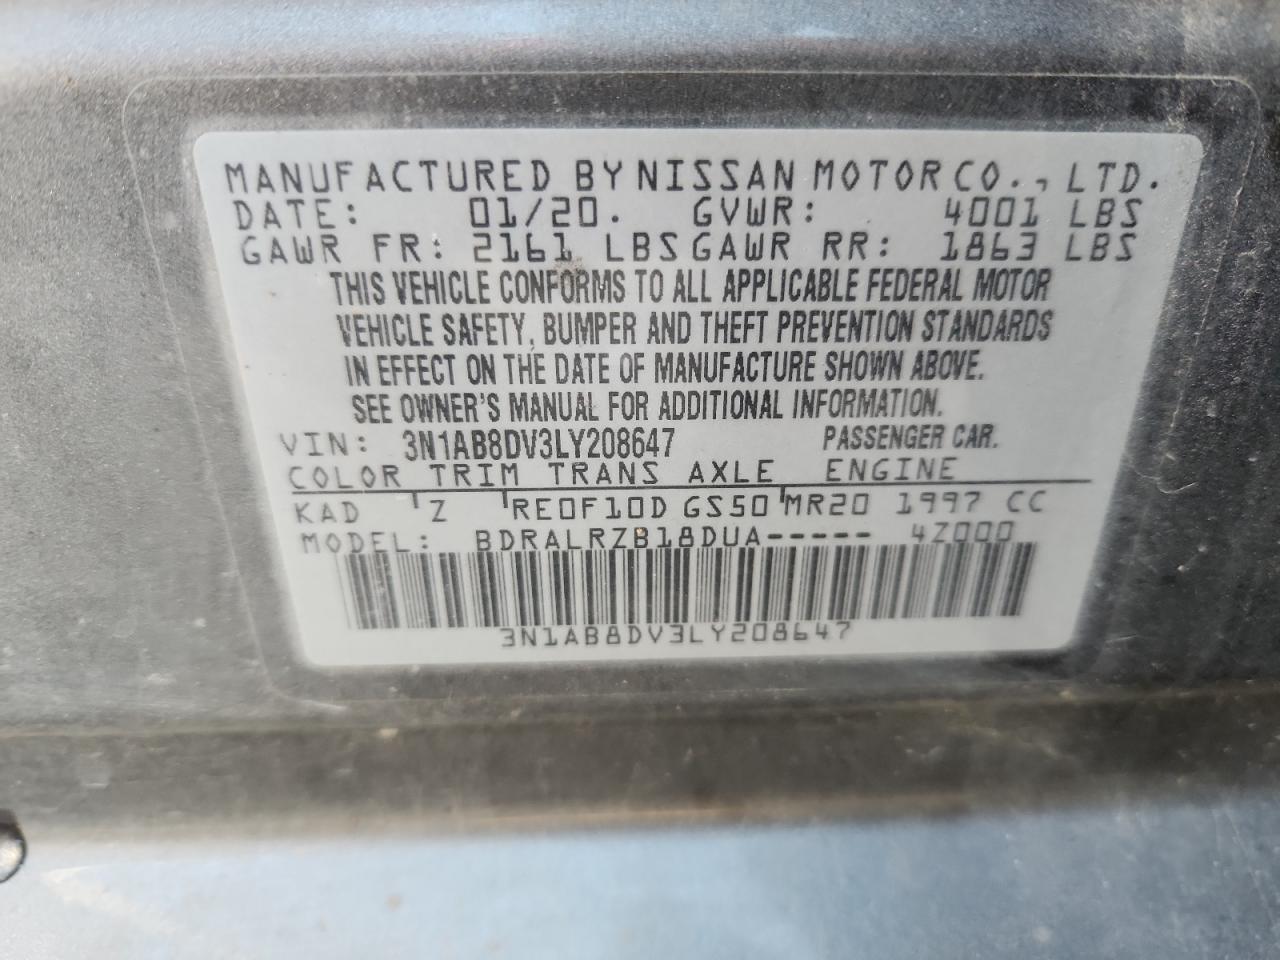 MANUFACTURED BY NISSAN MOTOR CO., LTD.
DATE: 01/20. GVWR: 4001 LBS
GAWR FR: 2161 LBS GAWR RR: 1863 LBS
THIS VEHICLE CONFORMS TO ALL APPLICABLE FEDERAL MOTOR
VEHICLE SAFETY, BUMPER AND THEFT PREVENTION STANDARDS
IN EFFECT ON THE DATE OF MANUFACTURE SHOWN ABOVE.
SEE OWNER'S MANUAL FOR ADDITIONAL INFORMATION.
VIN: 3N1AB8DV3LY208647 PASSENGER CAR.
COLOR TRIM TRANS AXLE ENGINE
KAD Z RE0F10D GS50 MR20 1997 CC
MODEL: BDRALRZB18DUA----- 4Z000
3N1AB8DV3LY208647